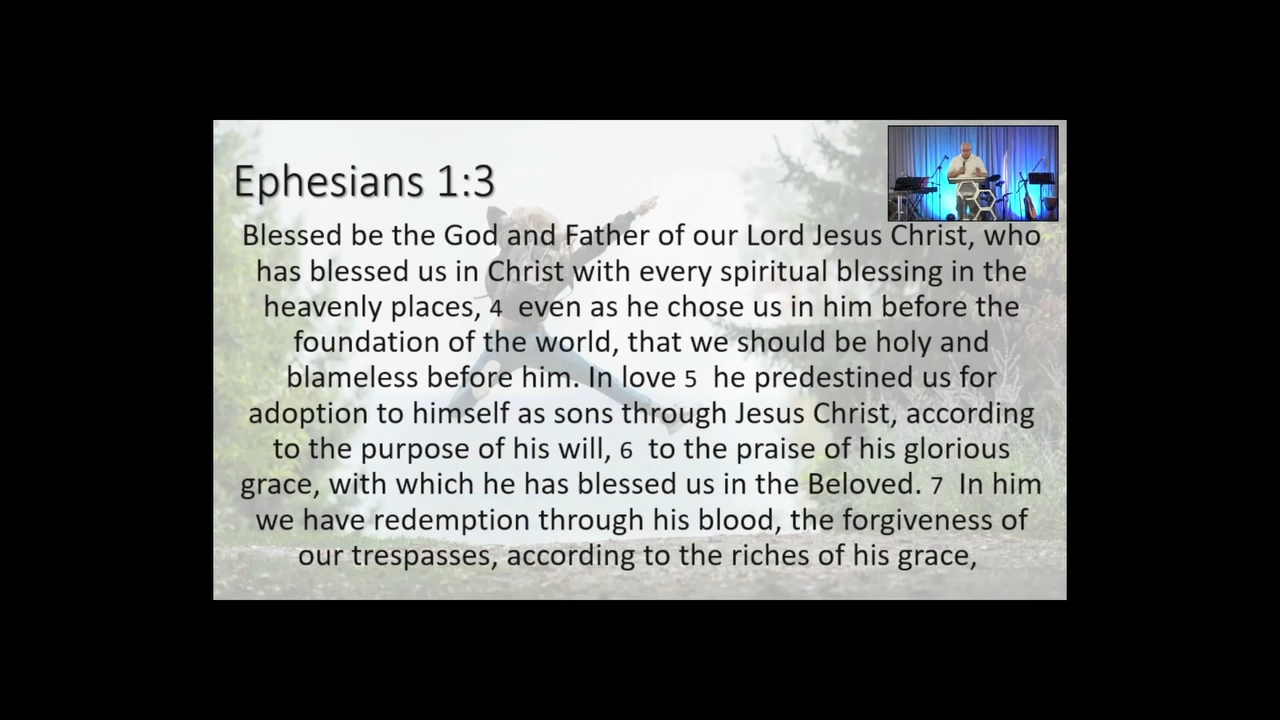 Ephesians 1:3
Blessed be the God and Father of our Lord Jesus Christ, who
has blessed us in Christ with every spiritual blessing in the
heavenly places, 4 even as he chose us in him before the
foundation of the world, that we should be holy and
blameless before him. In love 5 he predestined us for
adoption to himself as sons through Jesus Christ, according
to the purpose of his will, 6 to the praise of his glorious
grace, with which he has blessed us in the Beloved. 7 In him
we have redemption through his blood, the forgiveness of
our trespasses, according to the riches of his grace,